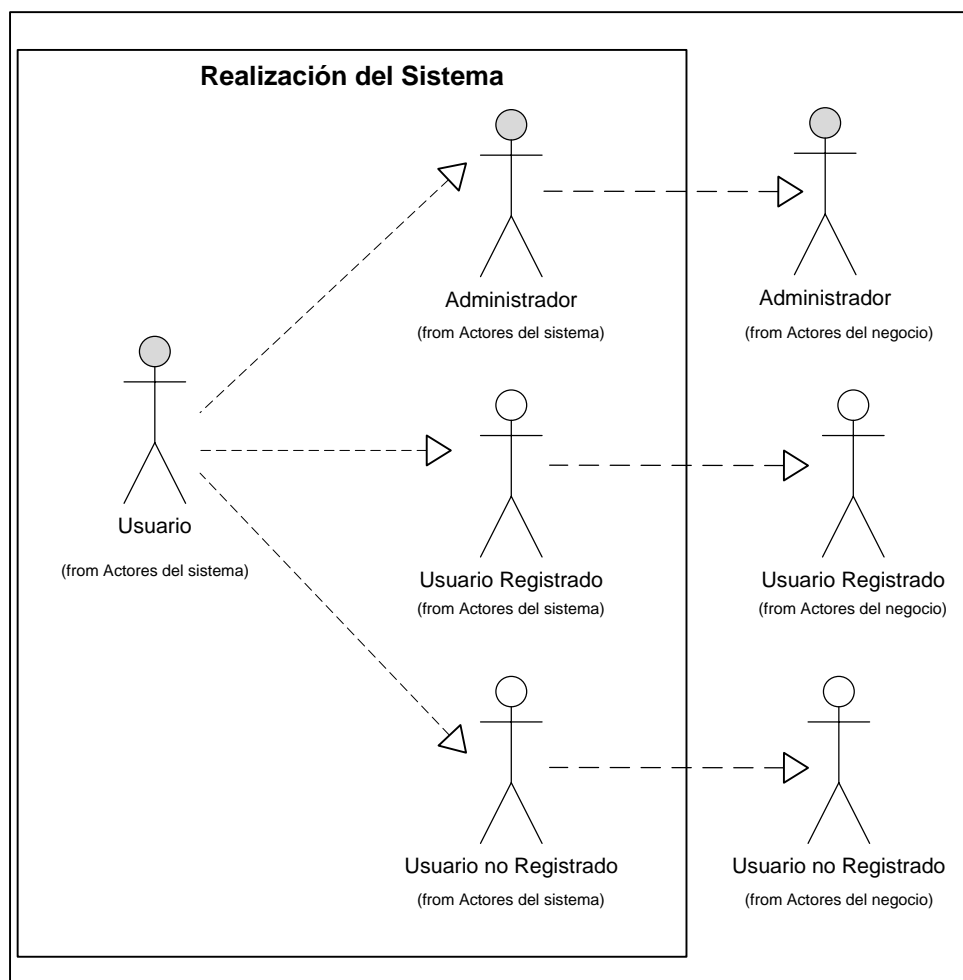 Realización del Sistema
Administrador
(from Actores del sistema)
Administrador
(from Actores del negocio)
Usuario
(from Actores del sistema)
Usuario Registrado
(from Actores del sistema)
Usuario Registrado
(from Actores del negocio)
Usuario no Registrado
(from Actores del sistema)
Usuario no Registrado
(from Actores del negocio)